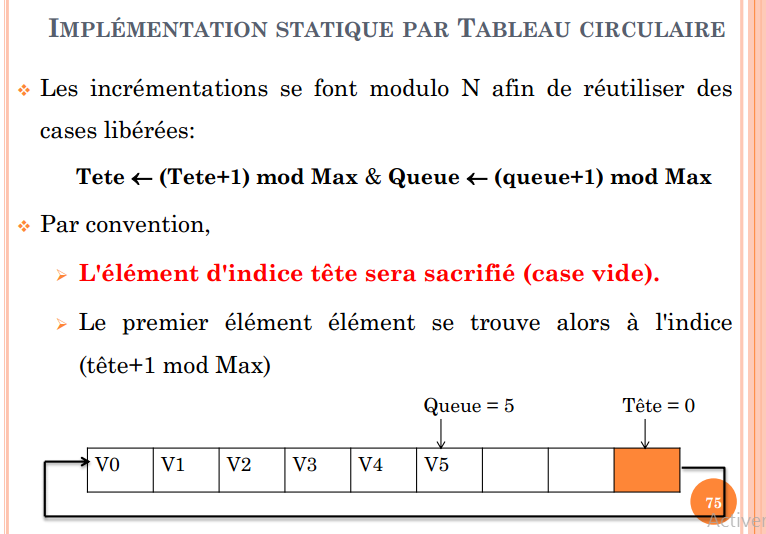 IMPLÉMENTATION STATIQUE PAR TABLEAU CIRCULAIRE
❖ Les incrémentations se font modulo N afin de réutiliser des
cases libérées:
Tete ← (Tete+1) mod Max & Queue ← (queue+1) mod Max
❖ Par convention,
➢ L'élément d'indice tête sera sacrifié (case vide).
➢ Le premier élément élément se trouve alors à l'indice
(tête+1 mod Max)
Queue = 5 Tête = 0
V0 V1 V2 V3 V4 V5
75
Activer